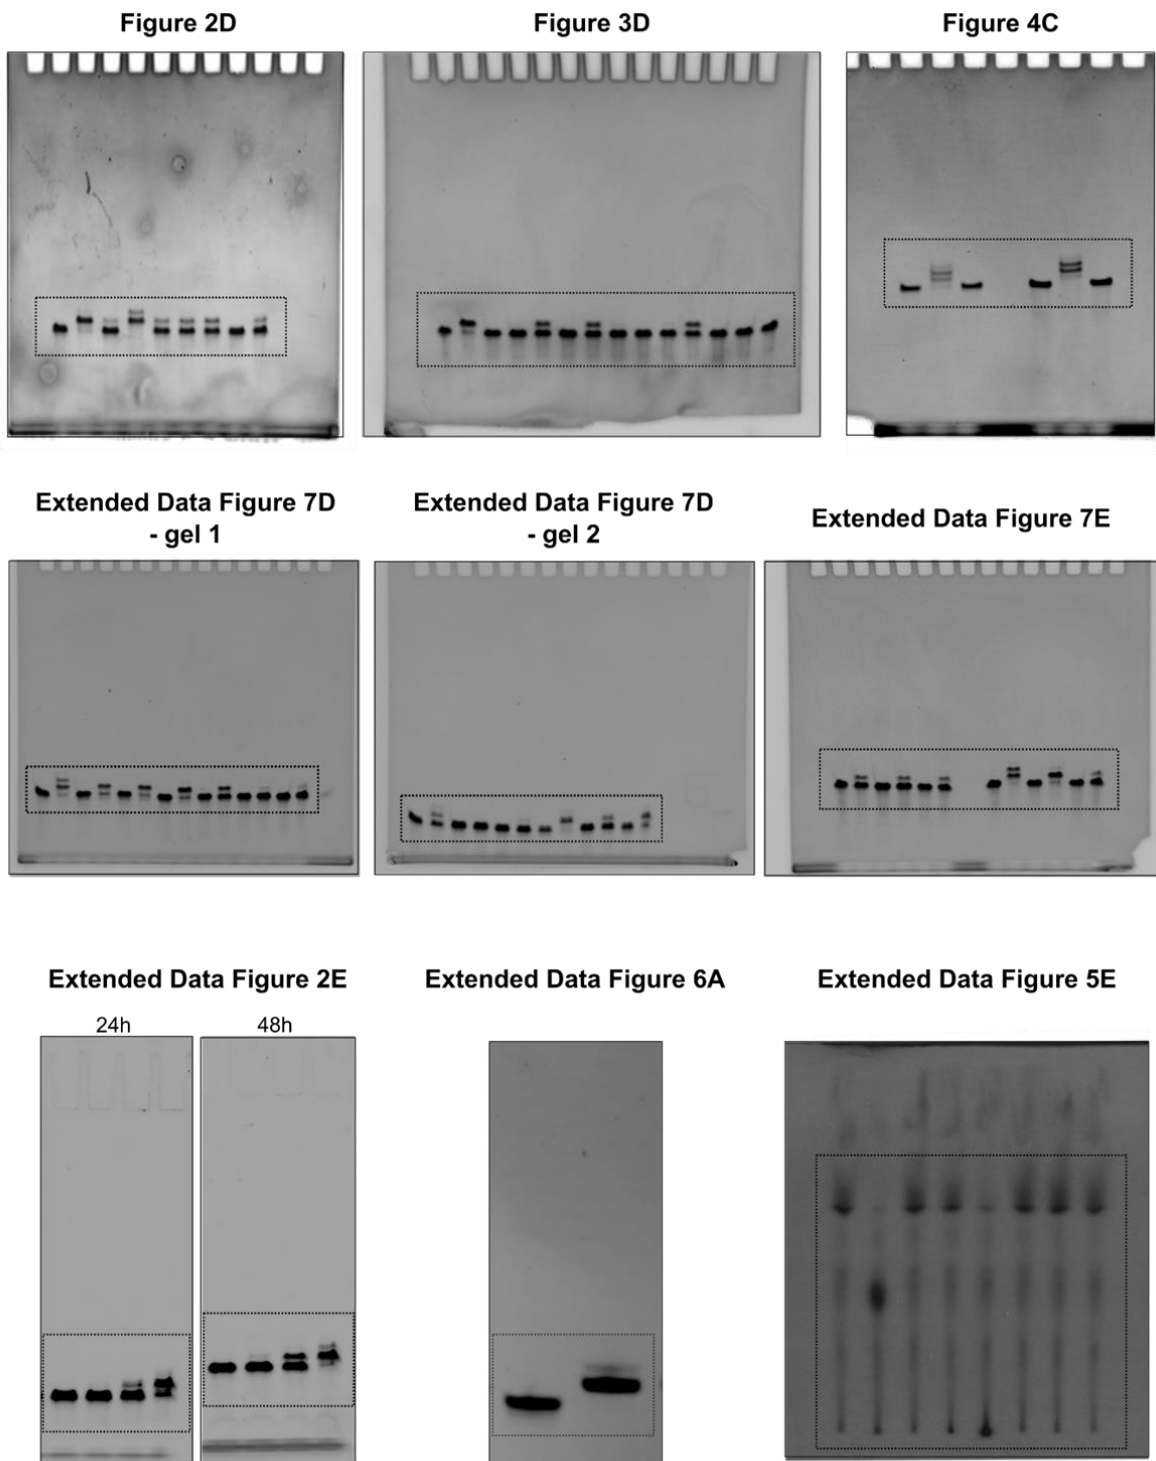 Figure 2D
Figure 3D
Figure 4C
Extended Data Figure 7D
- gel 1
Extended Data Figure 7D
- gel 2
Extended Data Figure 7E
Extended Data Figure 2E
24h
48h
Extended Data Figure 6A
Extended Data Figure 5E